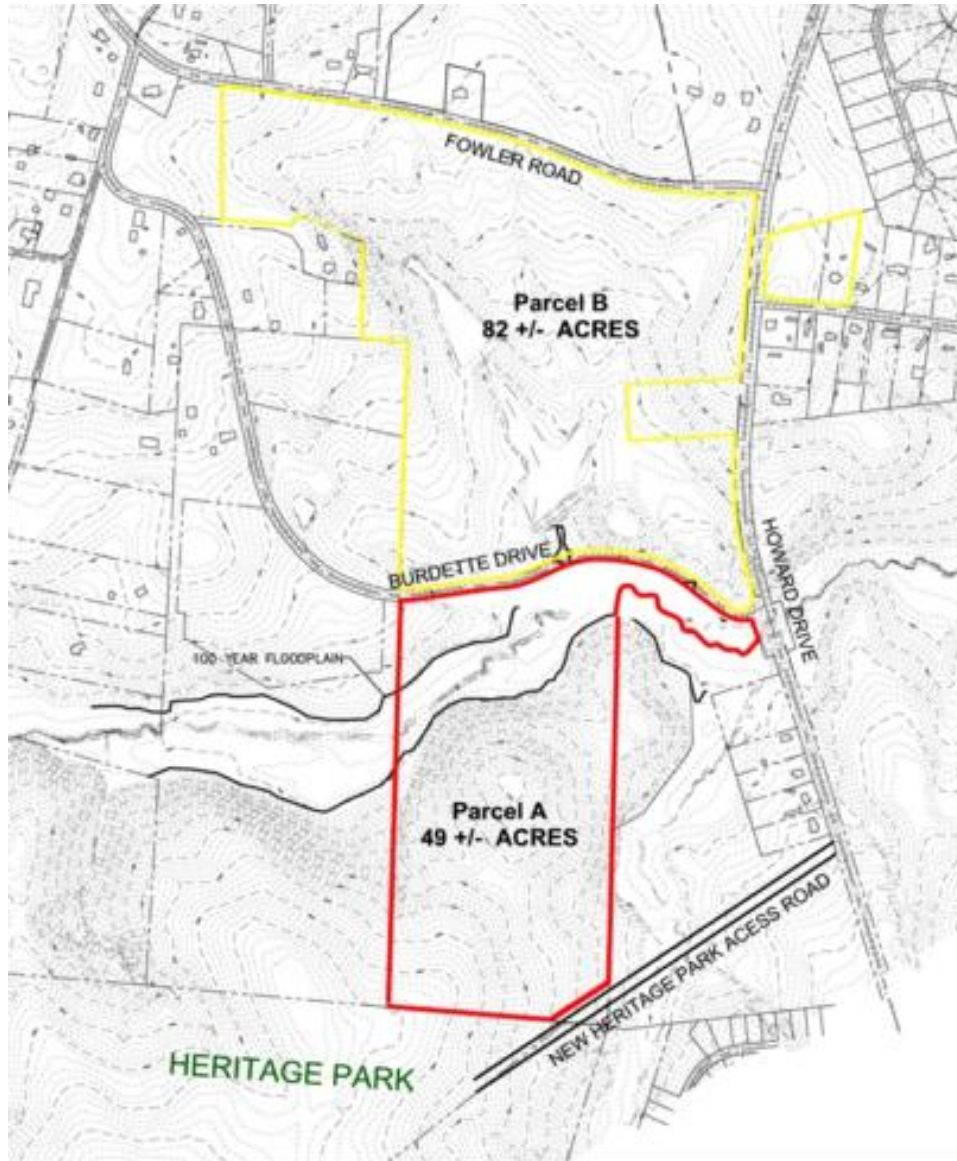 FOWLER ROAD
Parcel B
82 +/- ACRES
BURDETTE DRIVE
HOWARD DRIVE
100-YEAR FLOODPLAIN
Parcel A
49 +/- ACRES
NEW HERITAGE PARK ACESS ROAD
HERITAGE PARK